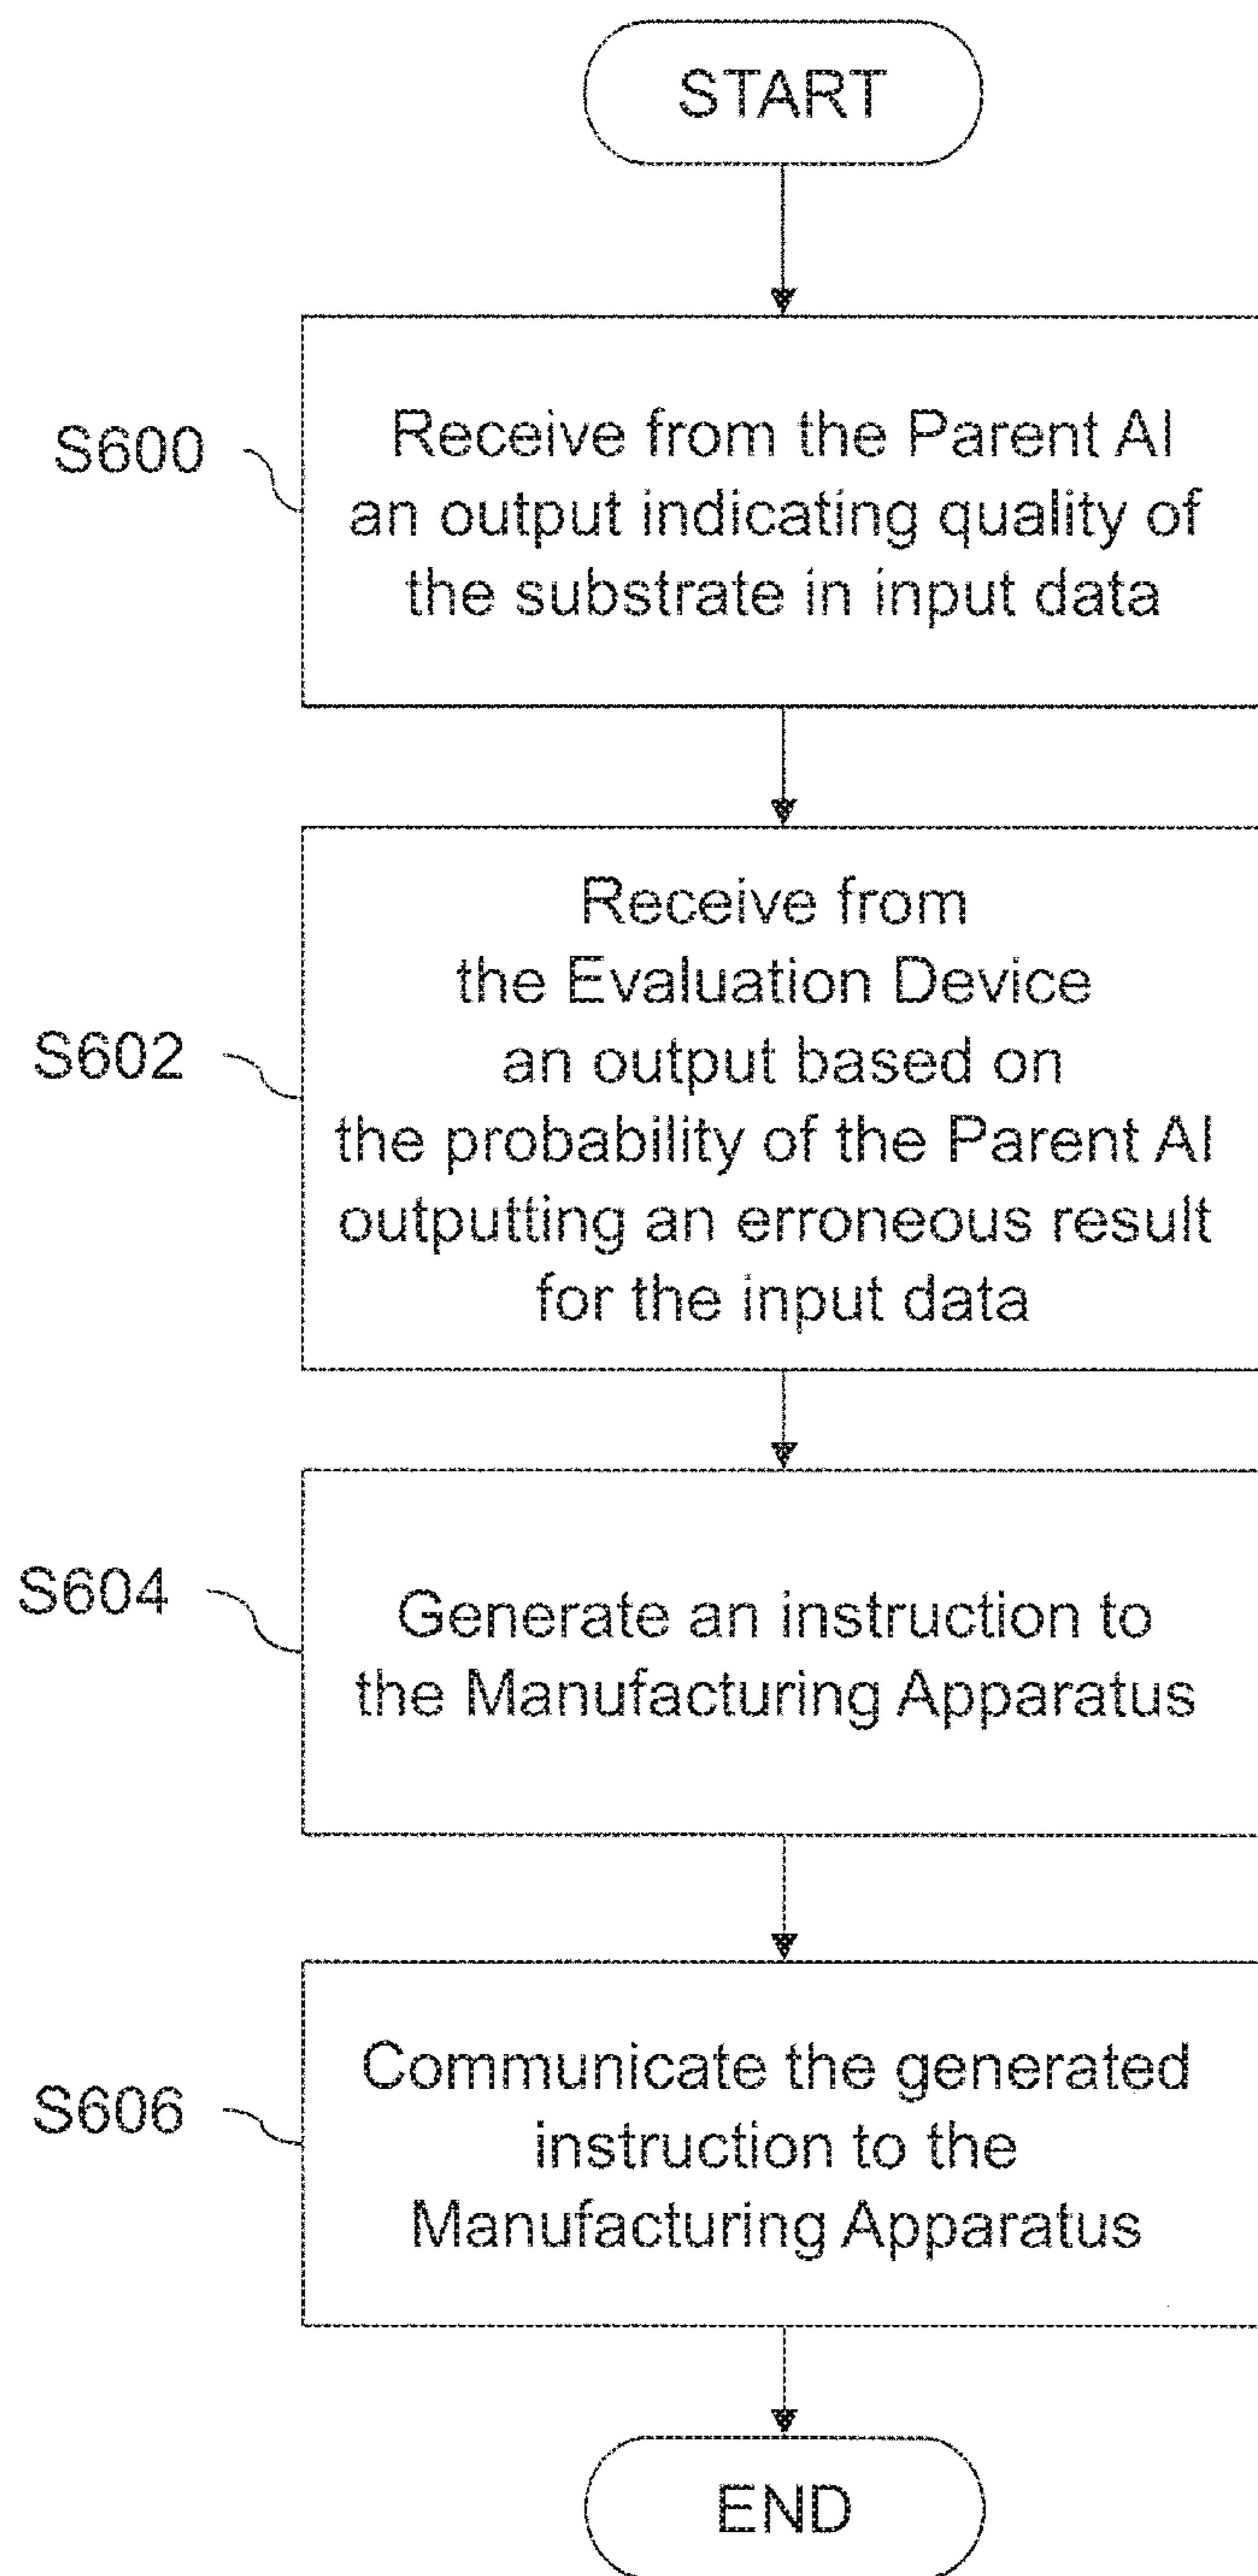 START
S600
Receive from the Parent AI
an output indicating quality of
the substrate in input data
S602
Receive from
the Evaluation Device
an output based on
the probability of the Parent AI
outputting an erroneous result
for the input data
S604
Generate an instruction to
the Manufacturing Apparatus
S606
Communicate the generated
instruction to the
Manufacturing Apparatus
END